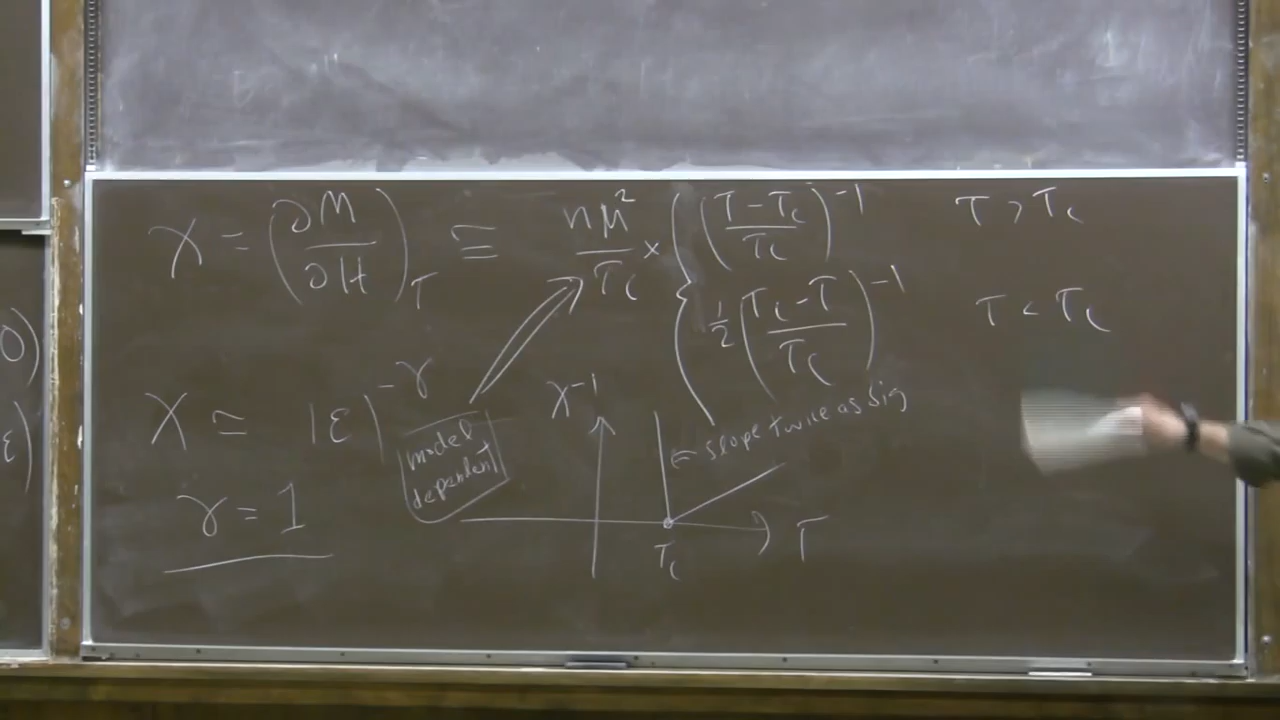 χ = (∂M/∂H)_T ≅ nμ²/T_c × { ((T - T_c)/T_c)^-1    T > T_c
½((T_c - T)/T_c)^-1    T < T_c
χ ≃ |ε|^-γ
γ = 1
model
dependent
χ^-1
← slope twice as big
T_c
T
0)
ε)